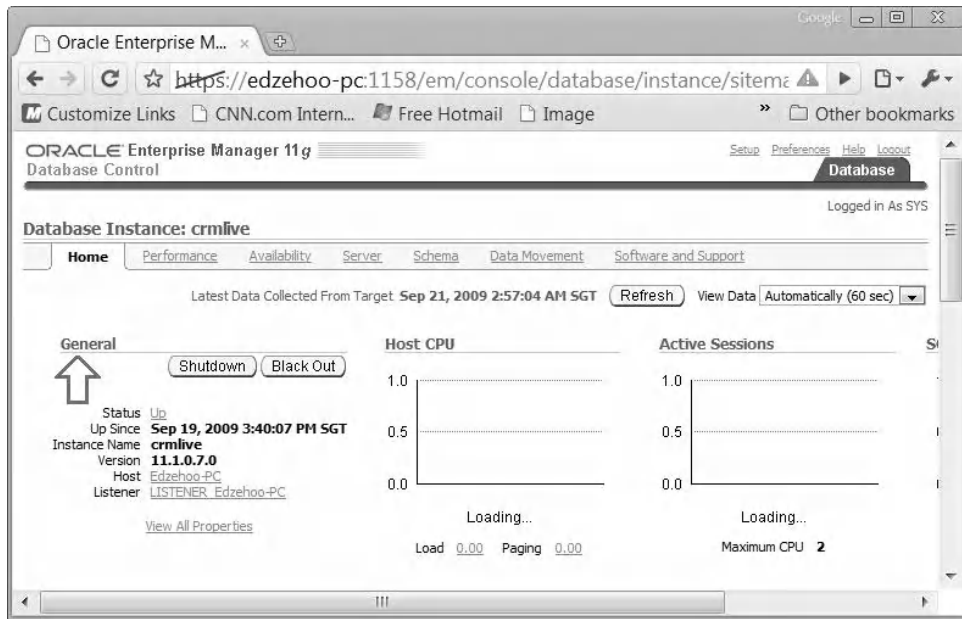 Google
Oracle Enterprise M...
https://edzehoo-pc:1158/em/console/database/instance/sitema
Customize Links CNN.com Intern... Free Hotmail Image » Other bookmarks
ORACLE Enterprise Manager 11g
Database Control
Setup Preferences Help Logout
Database
Logged in As SYS
Database Instance: crmlive
Home Performance Availability Server Schema Data Movement Software and Support
Latest Data Collected From Target Sep 21, 2009 2:57:04 AM SGT Refresh View Data Automatically (60 sec)
General
Shutdown Black Out
Status Up
Up Since Sep 19, 2009 3:40:07 PM SGT
Instance Name crmlive
Version 11.1.0.7.0
Host Edzehoo-PC
Listener LISTENER_Edzehoo-PC
View All Properties
Host CPU
1.0
0.5
0.0
Loading...
Load 0.00 Paging 0.00
Active Sessions
1.0
0.5
0.0
Loading...
Maximum CPU 2